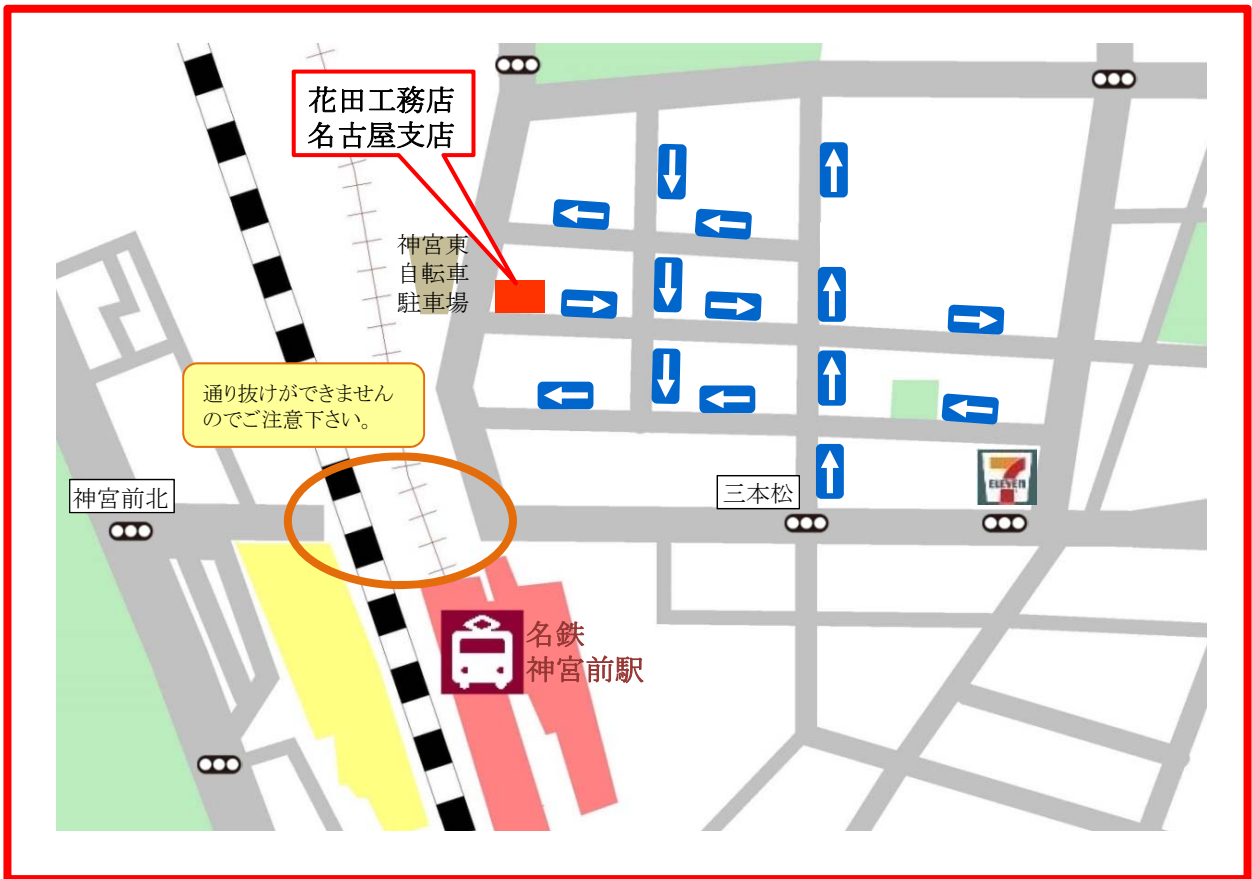 花田工務店
名古屋支店
神宮東
自転車
駐車場
通り抜けができません
のでご注意下さい。
神宮前北
三本松
7
ELEVEN
名鉄
神宮前駅